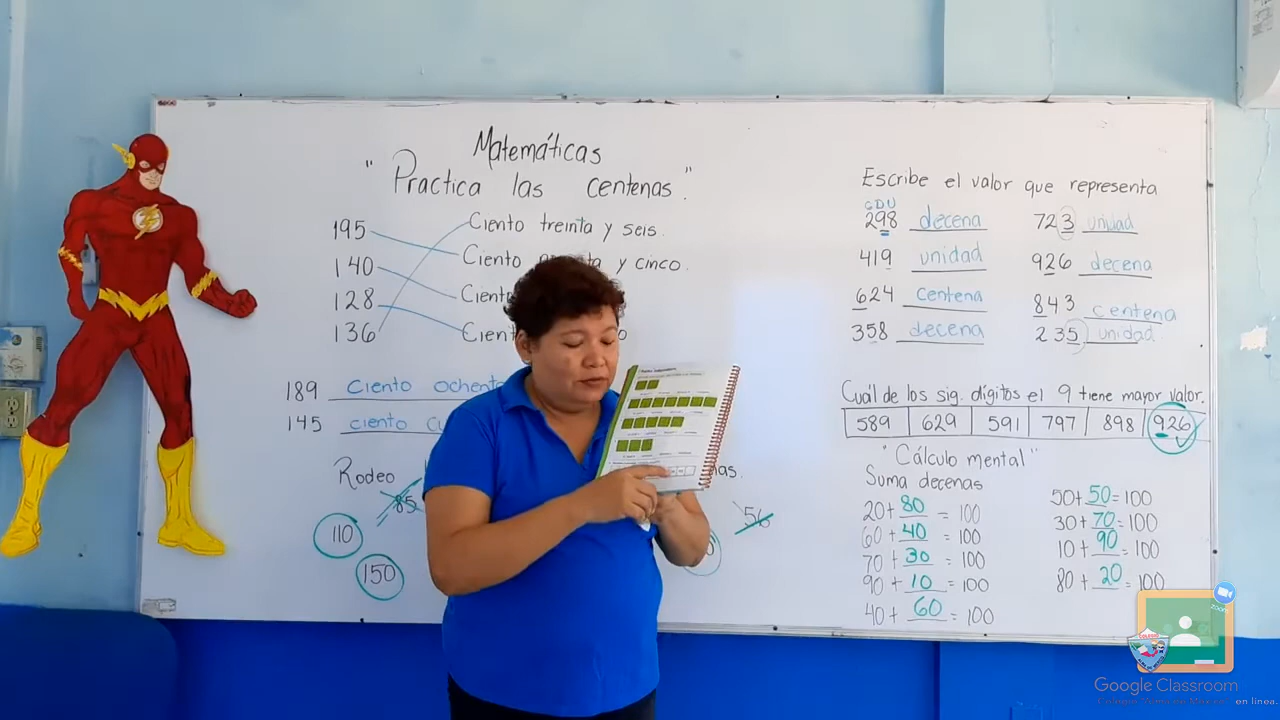 Matemáticas
"Practica las centenas".
195
Ciento treinta y seis.
140
Ciento y cinco.
128
136
189 ciento
145 ciento
Rodeo
85
110
150
56
Escribe el valor que representa
CDU
298 decena
723 unidad
419 unidad
926 decena
624 centena
843 centena
358 decena
235 unidad
Cuál de los sig. dígitos el 9 tiene mayor valor.
589 629 591 797 898 926
"Cálculo mental"
Suma decenas
20+ 80 = 100
50+ 50 = 100
60+ 40 = 100
30+ 70 = 100
70+ 30 = 100
10+ 90 = 100
90+ 10 = 100
80+ 20 = 100
40+ 60 = 100
zoom
Google Classroom
en línea.